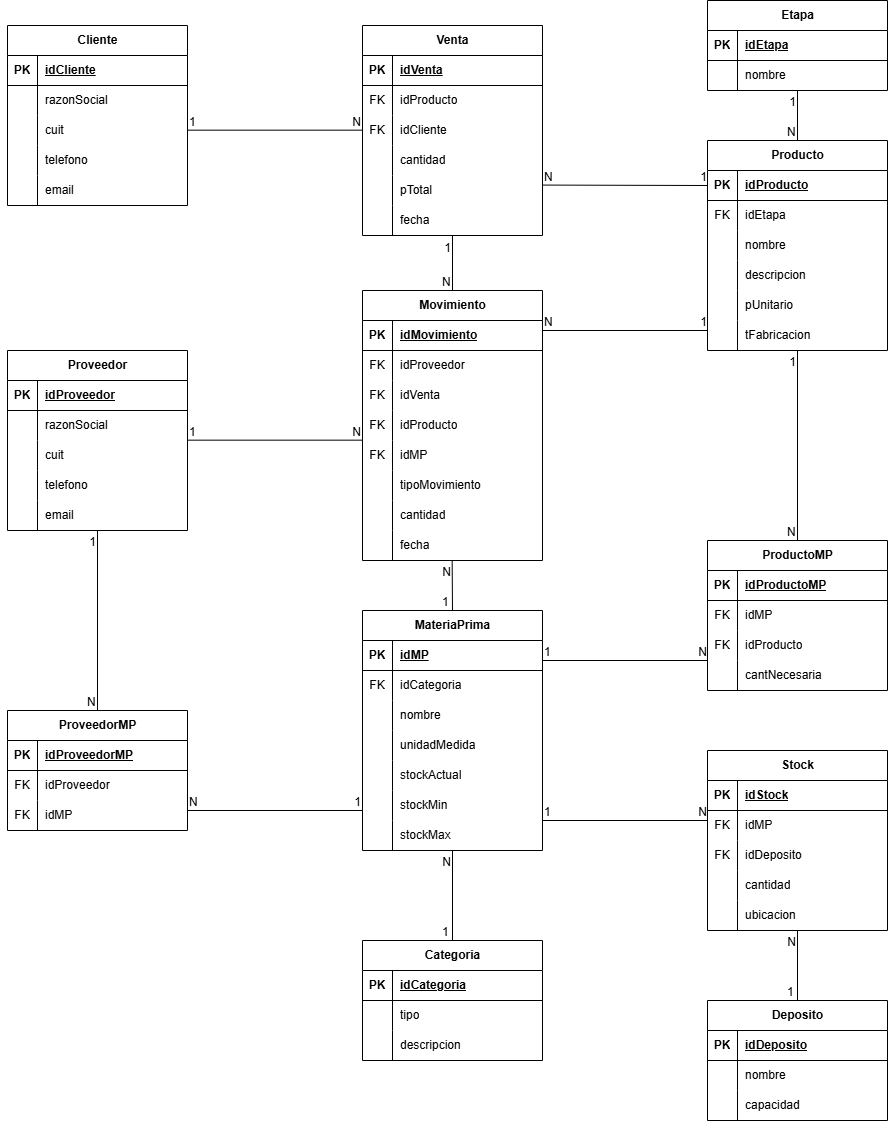 Cliente
PK idCliente
razonSocial
cuit
telefono
email
Venta
PK idVenta
FK idProducto
FK idCliente
cantidad
pTotal
fecha
Etapa
PK idEtapa
nombre
1 N
1
N
Producto
PK idProducto
FK idEtapa
nombre
descripcion
pUnitario
tFabricacion
N 1
1
N
Movimiento
PK idMovimiento
FK idProveedor
FK idVenta
FK idProducto
FK idMP
tipoMovimiento
cantidad
fecha
N 1
Proveedor
PK idProveedor
razonSocial
cuit
telefono
email
1 N
1
N
1
N
N
1
ProductoMP
PK idProductoMP
FK idMP
FK idProducto
cantNecesaria
MateriaPrima
PK idMP
FK idCategoria
nombre
unidadMedida
stockActual
stockMin
stockMax
1 N
ProveedorMP
PK idProveedorMP
FK idProveedor
FK idMP
N 1
1 N
Stock
PK idStock
FK idMP
FK idDeposito
cantidad
ubicacion
N
1
Categoria
PK idCategoria
tipo
descripcion
N
1
Deposito
PK idDeposito
nombre
capacidad